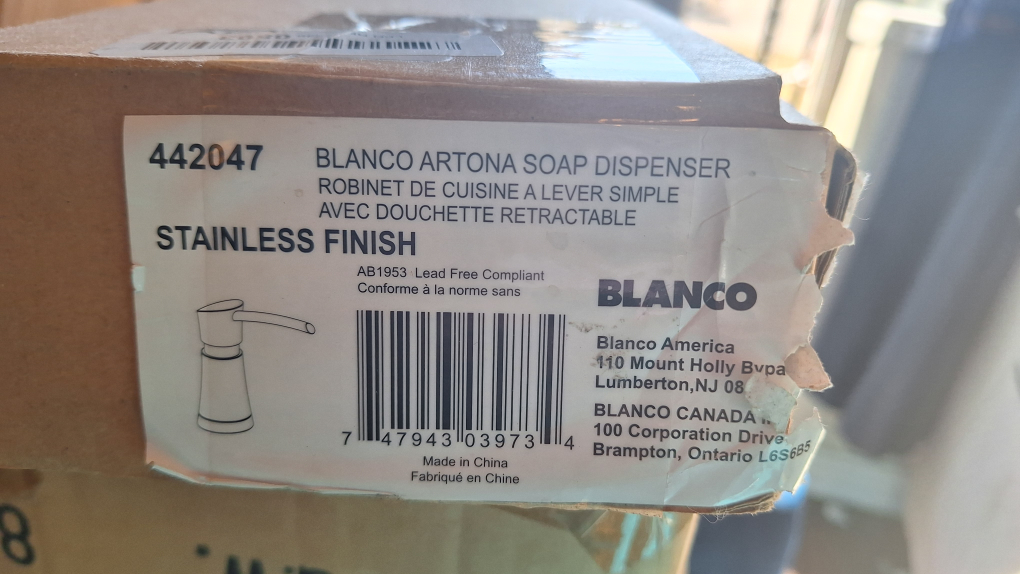 442047
BLANCO ARTONA SOAP DISPENSER
ROBINET DE CUISINE A LEVER SIMPLE
AVEC DOUCHETTE RETRACTABLE
STAINLESS FINISH
AB1953 Lead Free Compliant
Conforme à la norme sans
BLANCO
Blanco America
110 Mount Holly Bypa
Lumberton,NJ 08
BLANCO CANADA
100 Corporation Drive
Brampton, Ontario L6S6B5
7 47943 03973 4
Made in China
Fabriqué en Chine
8